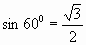 sin 60⁰ = √3/2